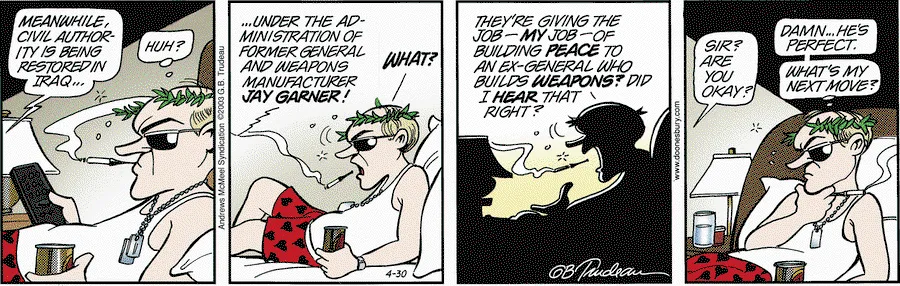 MEANWHILE,
CIVIL AUTHOR-
ITY IS BEING
RESTORED IN
IRAQ...
HUH?
Andrews McMeel Syndication ©2003 G.B. Trudeau
...UNDER THE AD-
MINISTRATION OF
FORMER GENERAL
AND WEAPONS
MANUFACTURER
JAY GARNER!
WHAT?
4-30
THEY'RE GIVING THE
JOB — MY JOB — OF
BUILDING PEACE TO
AN EX-GENERAL WHO
BUILDS WEAPONS? DID
I HEAR THAT
RIGHT?
GB Trudeau
www.doonesbury.com
SIR?
ARE
YOU
OKAY?
DAMN...HE'S
PERFECT.
WHAT'S MY
NEXT MOVE?